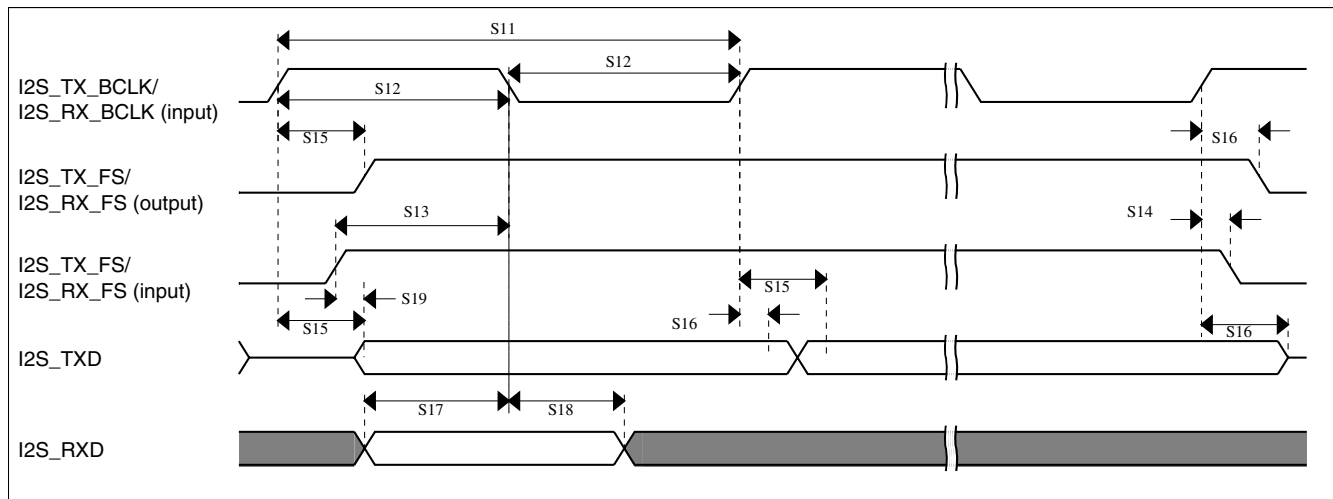 S11
I2S_TX_BCLK/
I2S_RX_BCLK (input)
S12
S12
S15
S16
I2S_TX_FS/
I2S_RX_FS (output)
S13
S14
I2S_TX_FS/
I2S_RX_FS (input)
S15
S19
S15
S16
S16
I2S_TXD
S17
S18
I2S_RXD